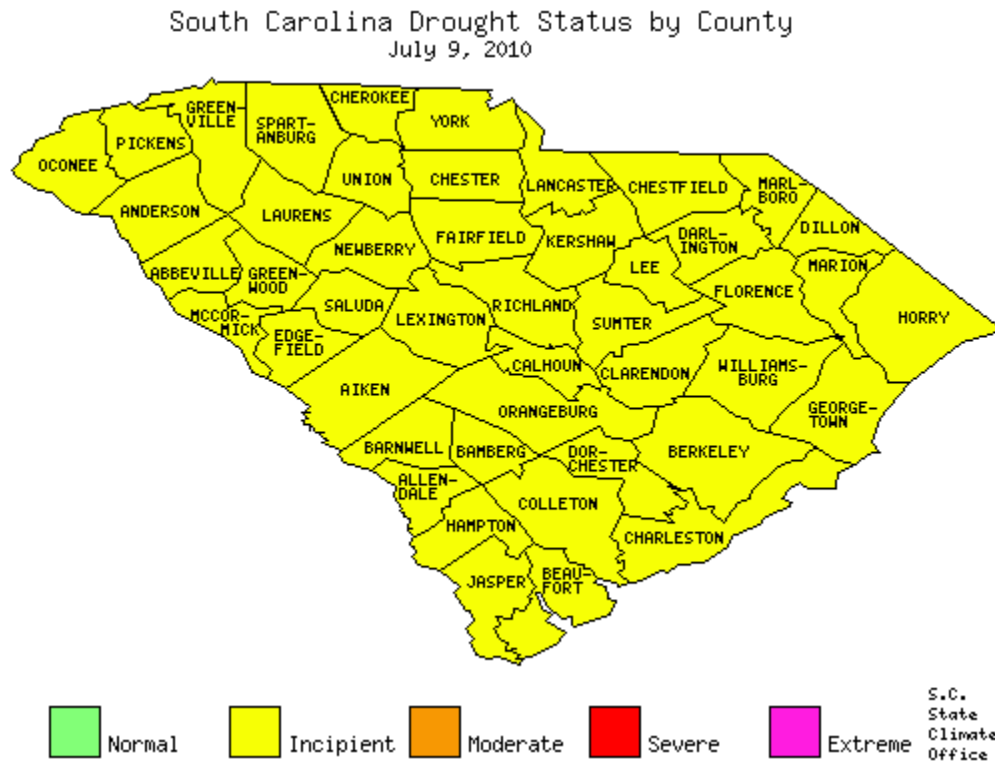 South Carolina Drought Status by County
July 9, 2010
CHEROKEE
GREEN-
VILLE
SPART-
ANBURG
YORK
PICKENS
OCONEE
UNION
CHESTER
LANCASTER
CHESTFIELD
MARL-
BORO
ANDERSON
LAURENS
DILLON
NEWBERRY
FAIRFIELD
KERSHAW
DARL-
INGTON
ABBEVILLE
GREEN-
WOOD
LEE
MARION
SALUDA
LEXINGTON
RICHLAND
FLORENCE
MCCOR-
MICK
EDGE-
FIELD
SUMTER
HORRY
CALHOUN
CLARENDON
WILLIAMS-
BURG
AIKEN
ORANGEBURG
GEORGE-
TOWN
BARNWELL
BAMBERG
DOR-
CHESTER
BERKELEY
ALLEN-
DALE
COLLETON
HAMPTON
CHARLESTON
JASPER
BEAU-
FORT
Normal
Incipient
Moderate
Severe
Extreme
S.C.
State
Climate
Office